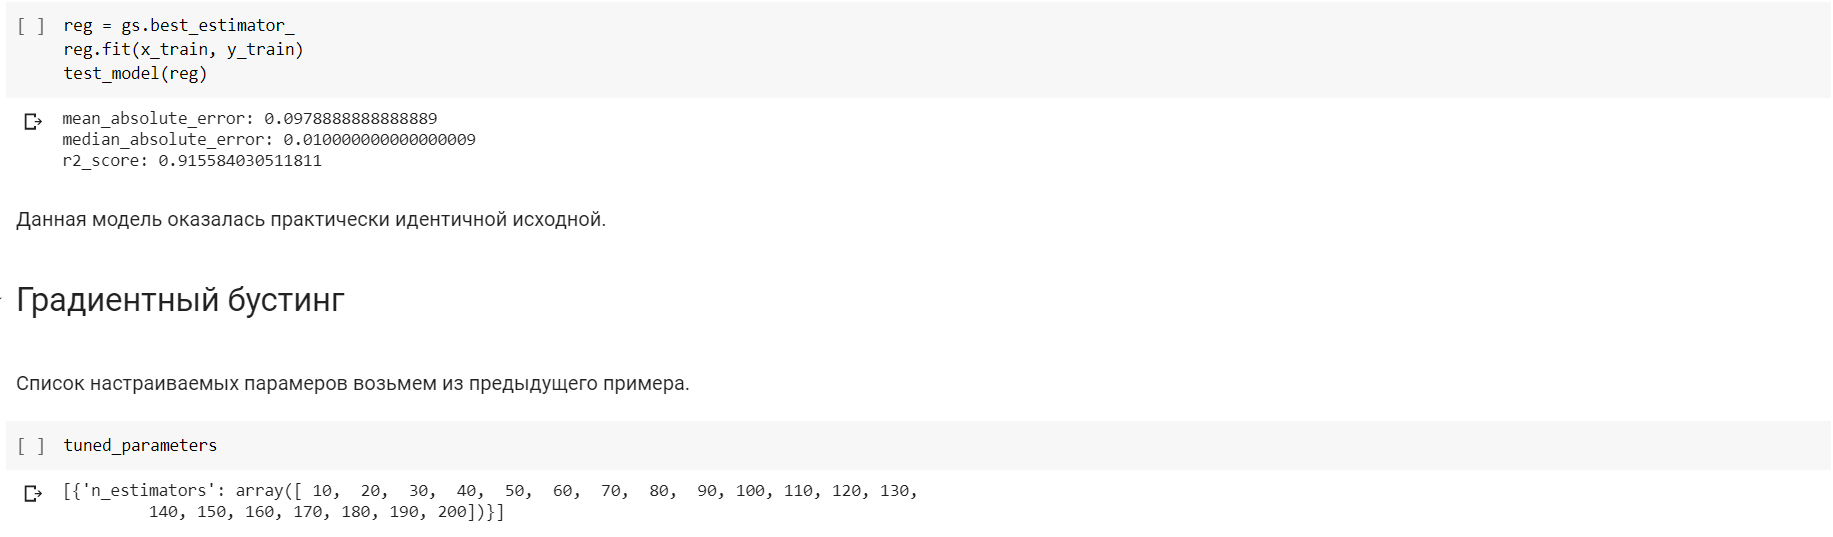 [ ] reg = gs.best_estimator_
reg.fit(x_train, y_train)
test_model(reg)
mean_absolute_error: 0.0978888888888889
median_absolute_error: 0.010000000000000009
r2_score: 0.915584030511811
Данная модель оказалась практически идентичной исходной.
Градиентный бустинг
Список настраиваемых парамеров возьмем из предыдущего примера.
[ ] tuned_parameters
[{'n_estimators': array([ 10, 20, 30, 40, 50, 60, 70, 80, 90, 100, 110, 120, 130,
140, 150, 160, 170, 180, 190, 200])}]